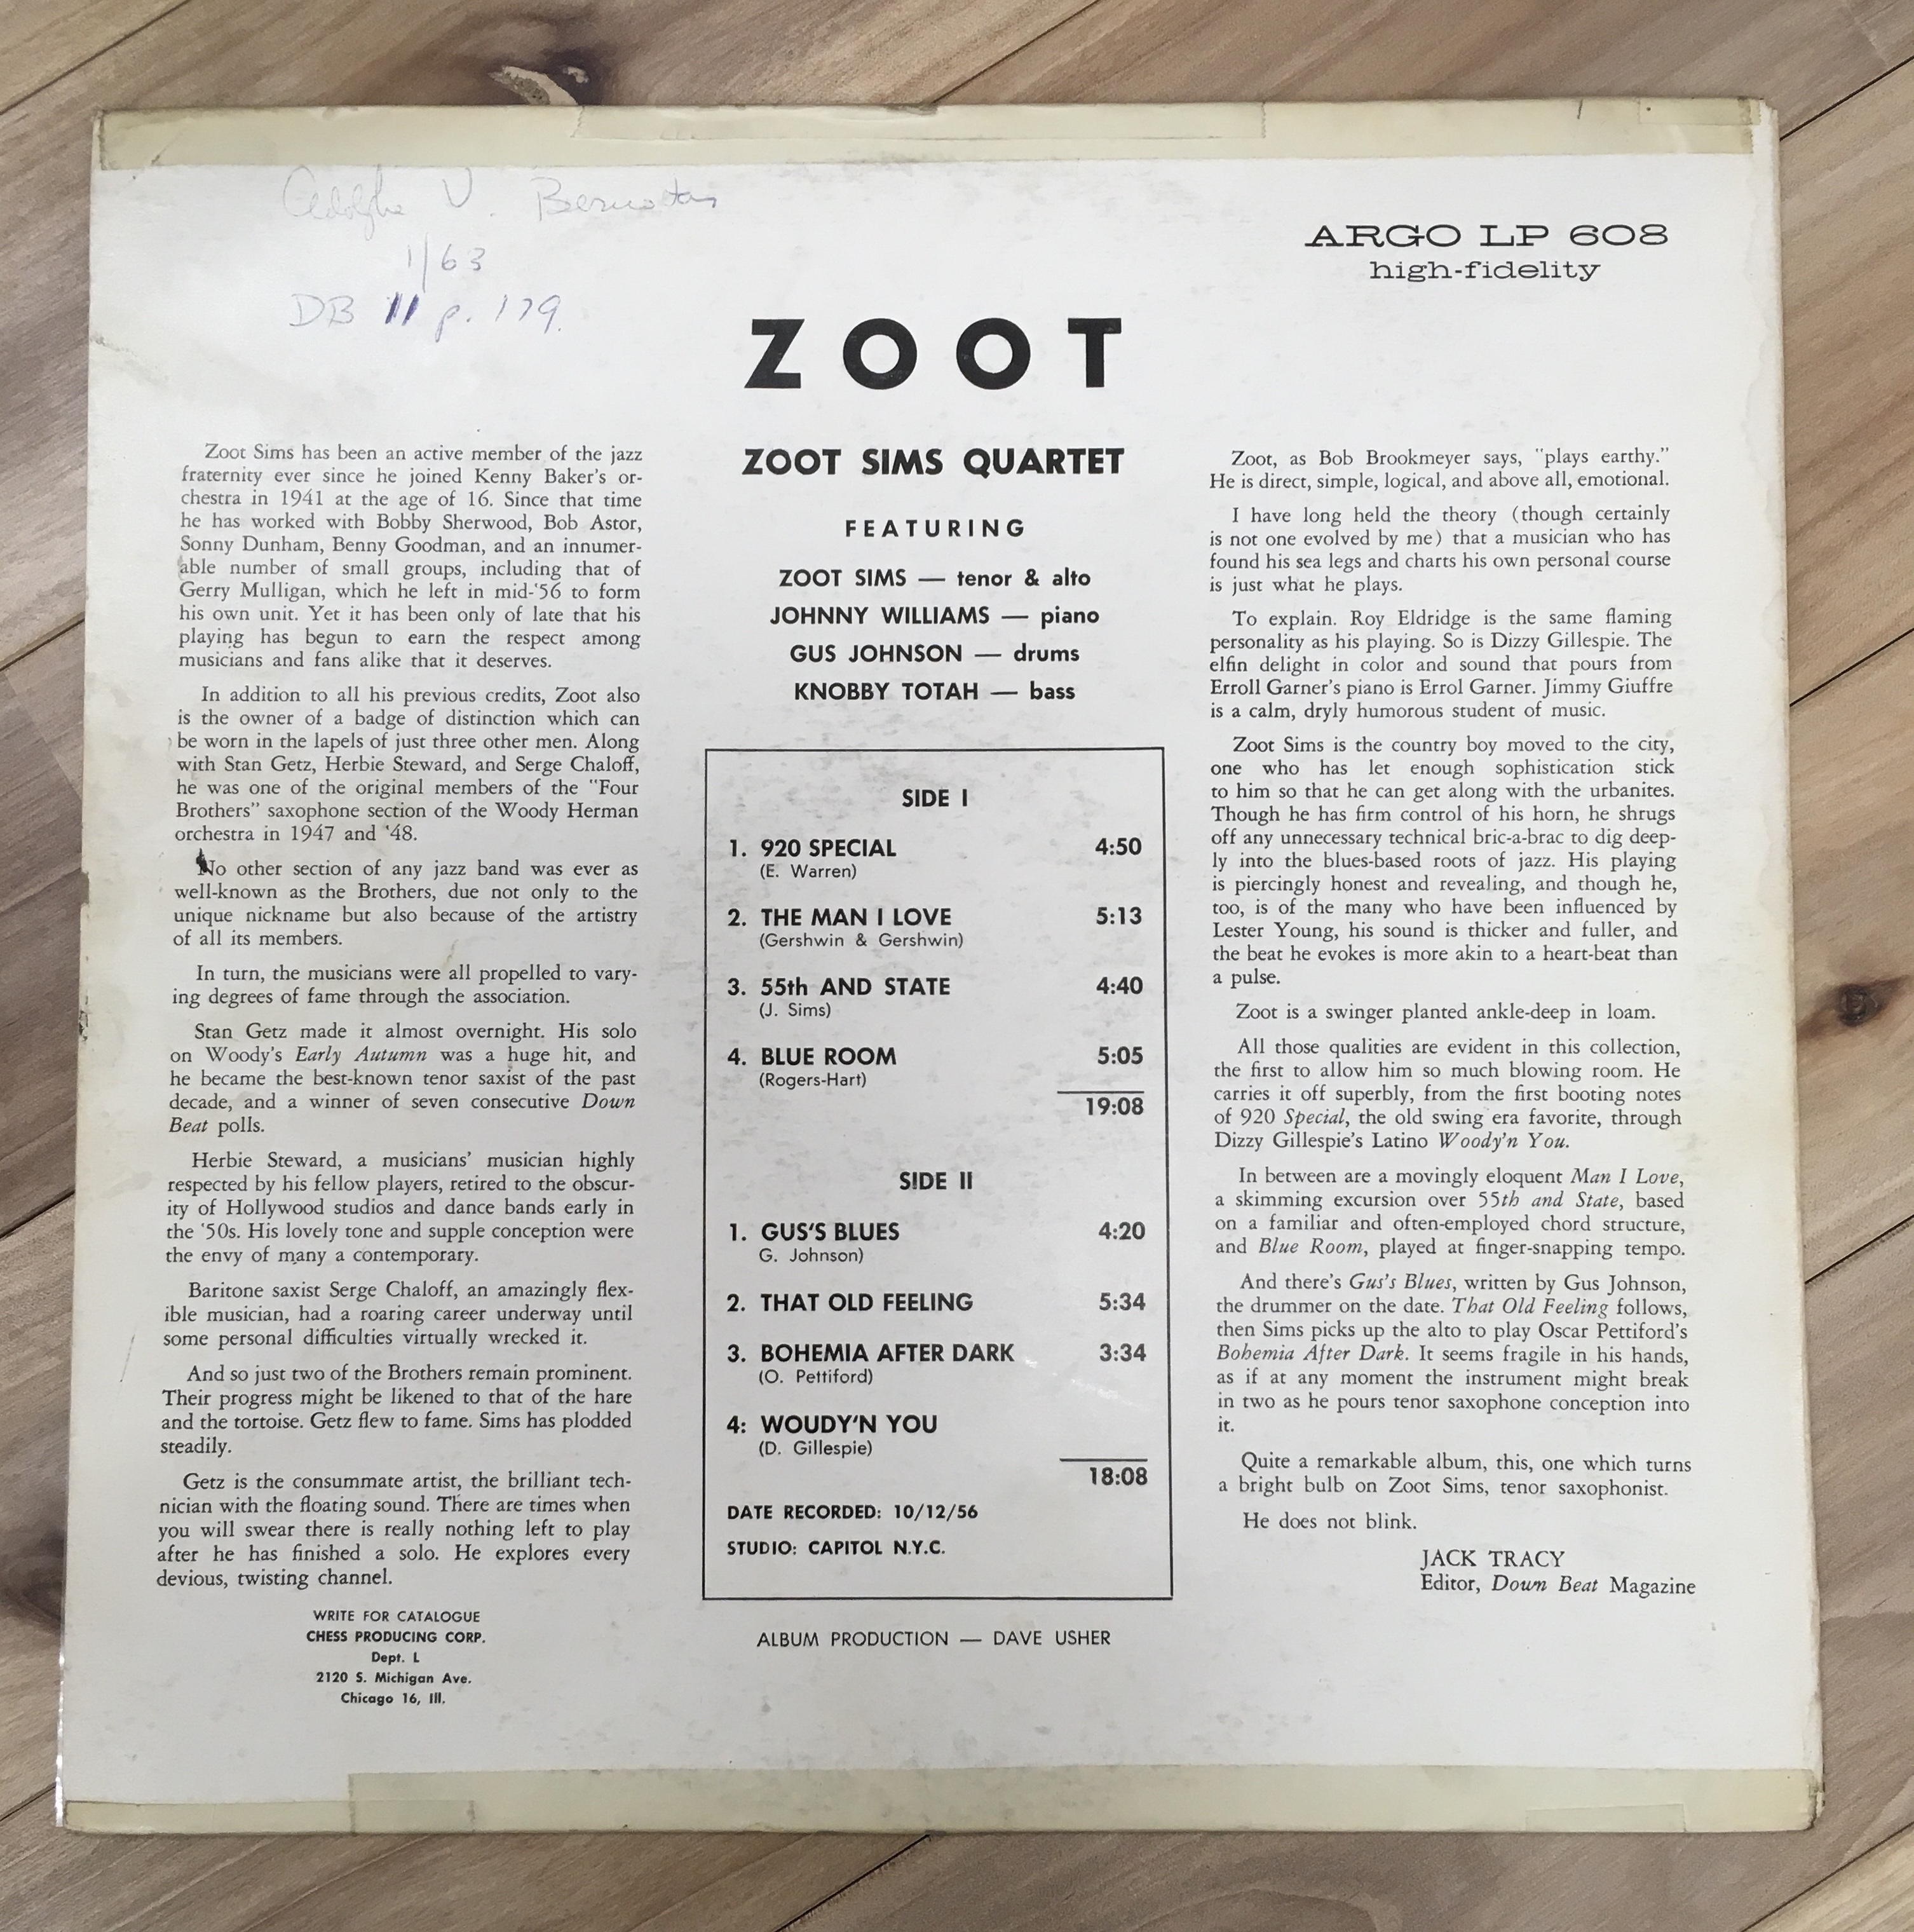 Adolphe V. Bernotas
1/63
DB 11 p. 179.
ARGO LP 608
high-fidelity
ZOOT
Zoot Sims has been an active member of the jazz
fraternity ever since he joined Kenny Baker's or-
chestra in 1941 at the age of 16. Since that time
he has worked with Bobby Sherwood, Bob Astor,
Sonny Dunham, Benny Goodman, and an innumer-
able number of small groups, including that of
Gerry Mulligan, which he left in mid-'56 to form
his own unit. Yet it has been only of late that his
playing has begun to earn the respect among
musicians and fans alike that it deserves.
In addition to all his previous credits, Zoot also
is the owner of a badge of distinction which can
be worn in the lapels of just three other men. Along
with Stan Getz, Herbie Steward, and Serge Chaloff,
he was one of the original members of the "Four
Brothers" saxophone section of the Woody Herman
orchestra in 1947 and '48.
No other section of any jazz band was ever as
well-known as the Brothers, due not only to the
unique nickname but also because of the artistry
of all its members.
In turn, the musicians were all propelled to vary-
ing degrees of fame through the association.
Stan Getz made it almost overnight. His solo
on Woody's Early Autumn was a huge hit, and
he became the best-known tenor saxist of the past
decade, and a winner of seven consecutive Down
Beat polls.
Herbie Steward, a musicians' musician highly
respected by his fellow players, retired to the obscur-
ity of Hollywood studios and dance bands early in
the '50s. His lovely tone and supple conception were
the envy of many a contemporary.
Baritone saxist Serge Chaloff, an amazingly flex-
ible musician, had a roaring career underway until
some personal difficulties virtually wrecked it.
And so just two of the Brothers remain prominent.
Their progress might be likened to that of the hare
and the tortoise. Getz flew to fame. Sims has plodded
steadily.
Getz is the consummate artist, the brilliant tech-
nician with the floating sound. There are times when
you will swear there is really nothing left to play
after he has finished a solo. He explores every
devious, twisting channel.
WRITE FOR CATALOGUE
CHESS PRODUCING CORP.
Dept. L
2120 S. Michigan Ave.
Chicago 16, Ill.
ZOOT SIMS QUARTET
FEATURING
ZOOT SIMS — tenor & alto
JOHNNY WILLIAMS — piano
GUS JOHNSON — drums
KNOBBY TOTAH — bass
SIDE I
1. 920 SPECIAL 4:50
(E. Warren)
2. THE MAN I LOVE 5:13
(Gershwin & Gershwin)
3. 55th AND STATE 4:40
(J. Sims)
4. BLUE ROOM 5:05
(Rogers-Hart)
19:08
SIDE II
1. GUS'S BLUES 4:20
G. Johnson)
2. THAT OLD FEELING 5:34
3. BOHEMIA AFTER DARK 3:34
(O. Pettiford)
4: WOUDY'N YOU
(D. Gillespie)
18:08
DATE RECORDED: 10/12/56
STUDIO: CAPITOL N.Y.C.
ALBUM PRODUCTION — DAVE USHER
Zoot, as Bob Brookmeyer says, "plays earthy."
He is direct, simple, logical, and above all, emotional.
I have long held the theory (though certainly
is not one evolved by me) that a musician who has
found his sea legs and charts his own personal course
is just what he plays.
To explain. Roy Eldridge is the same flaming
personality as his playing. So is Dizzy Gillespie. The
elfin delight in color and sound that pours from
Erroll Garner's piano is Errol Garner. Jimmy Giuffre
is a calm, dryly humorous student of music.
Zoot Sims is the country boy moved to the city,
one who has let enough sophistication stick
to him so that he can get along with the urbanites.
Though he has firm control of his horn, he shrugs
off any unnecessary technical bric-a-brac to dig deep-
ly into the blues-based roots of jazz. His playing
is piercingly honest and revealing, and though he,
too, is of the many who have been influenced by
Lester Young, his sound is thicker and fuller, and
the beat he evokes is more akin to a heart-beat than
a pulse.
Zoot is a swinger planted ankle-deep in loam.
All those qualities are evident in this collection,
the first to allow him so much blowing room. He
carries it off superbly, from the first booting notes
of 920 Special, the old swing era favorite, through
Dizzy Gillespie's Latino Woody'n You.
In between are a movingly eloquent Man I Love,
a skimming excursion over 55th and State, based
on a familiar and often-employed chord structure,
and Blue Room, played at finger-snapping tempo.
And there's Gus's Blues, written by Gus Johnson,
the drummer on the date. That Old Feeling follows,
then Sims picks up the alto to play Oscar Pettiford's
Bohemia After Dark. It seems fragile in his hands,
as if at any moment the instrument might break
in two as he pours tenor saxophone conception into
it.
Quite a remarkable album, this, one which turns
a bright bulb on Zoot Sims, tenor saxophonist.
He does not blink.
JACK TRACY
Editor, Down Beat Magazine